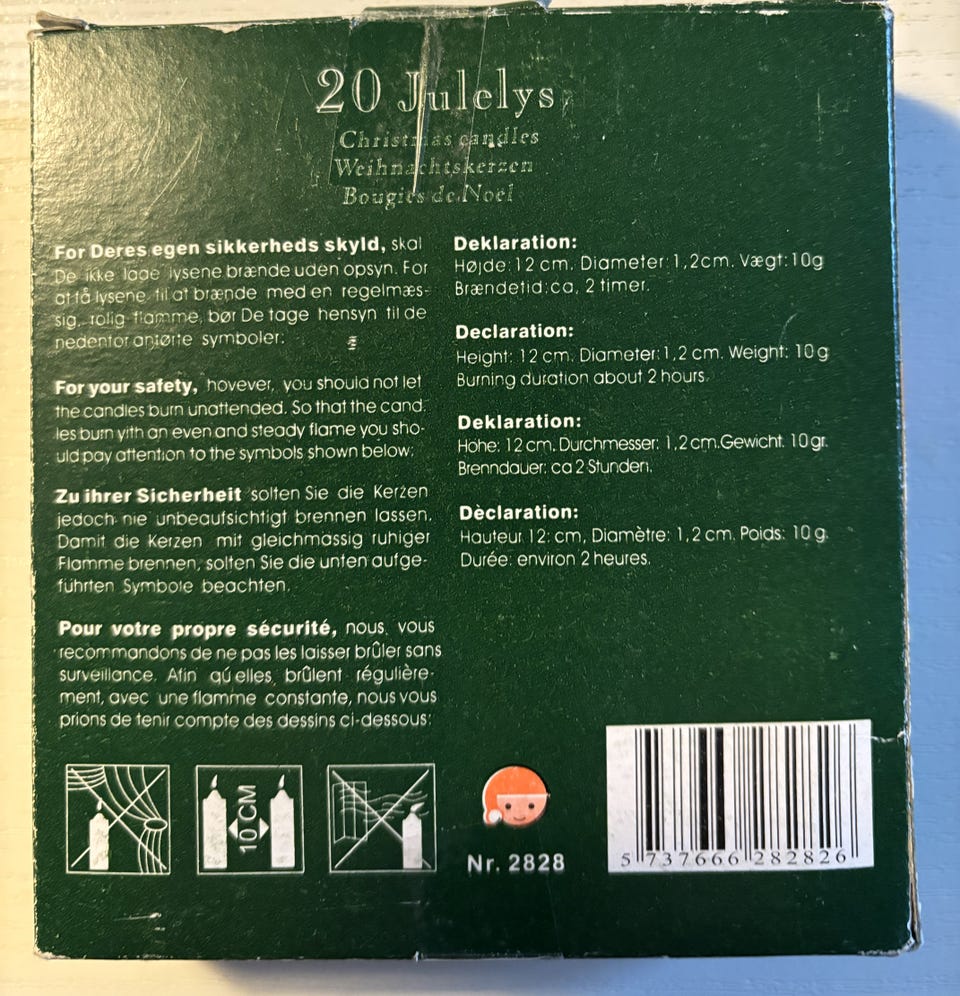 20 Julelys
Christmas candles
Weihnachtskerzen
Bougies de Noël
For Deres egen sikkerheds skyld, skal
De ikke lade lysene brænde uden opsyn. For
at få lysene til at brænde med en regelmæs-
sig, rolig flamme, bør De tage hensyn til de
nedenfor anførte symboler:
For your safety, hovever, you should not let
the candles burn unattended. So that the cand.
les burn yith an even and steady flame you sho-
uld pay attention to the symbols shown below:
Zu ihrer Sicherheit solten Sie die Kerzen
jedoch nie unbeaufsichtigt brennen lassen.
Damit die Kerzen mit gleichmässig ruhiger
Flamme brennen, solten Sie die unten aufge-
führten Symbole beachten.
Pour votre propre sécurité, nous vous
recommandons de ne pas les laisser brûler sans
surveillance. Afin qú elles brûlent régulière-
ment, avec une flamme constante, nous vous
prions de tenir compte des dessins ci-dessous:
Deklaration:
Højde: 12 cm. Diameter: 1,2cm. Vægt: 10g
Brændetid: ca, 2 timer.
Declaration:
Height: 12 cm. Diameter: 1,2 cm. Weight: 10 g
Burning duration about 2 hours.
Deklaration:
Höhe: 12 cm. Durchmesser: 1,2 cm. Gewicht. 10 gr.
Brenndauer: ca 2 Stunden.
Dèclaration:
Hauteur 12: cm, Diamètre: 1,2 cm. Poids: 10 g.
Durée: environ 2 heures.
10 CM
Nr. 2828
5 737666 282826